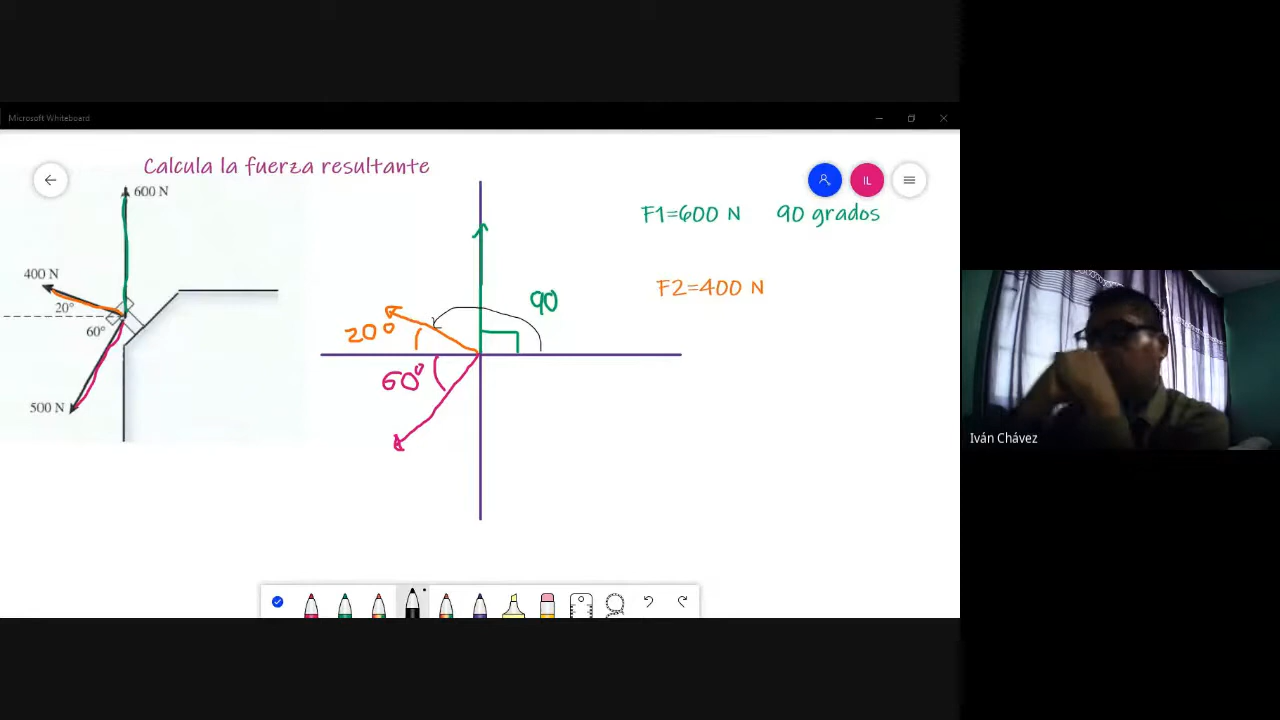 Microsoft Whiteboard
Calcula la fuerza resultante
IL
600 N
F1=600 N 90 grados
400 N
F2=400 N
90
20°
20°
60°
60°
500 N
Iván Chávez